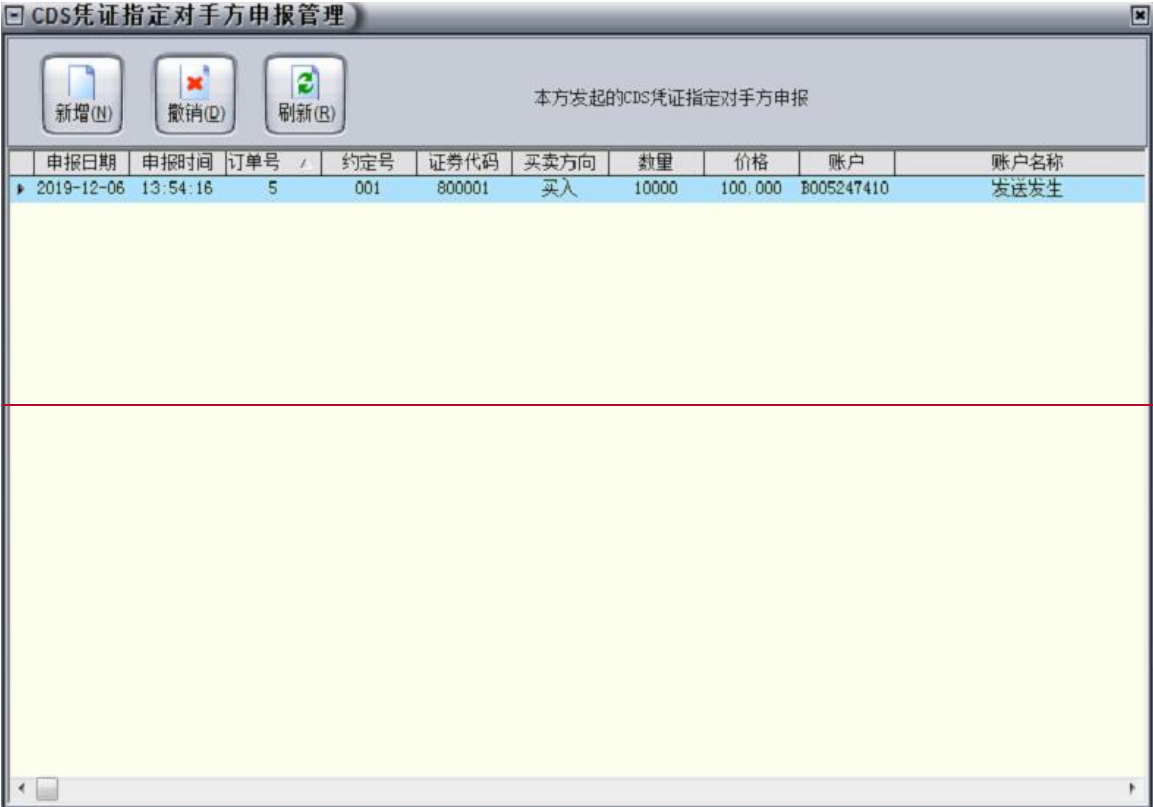 CDS凭证指定对手方申报管理
新增(N) 撤销(D) 刷新(R) 本方发起的CDS凭证指定对手方申报
申报日期 申报时间 订单号 约定号 证券代码 买卖方向 数量 价格 账户 账户名称
2019-12-06 13:54:16 5 001 800001 买入 10000 100.000 B005247410 发送发生